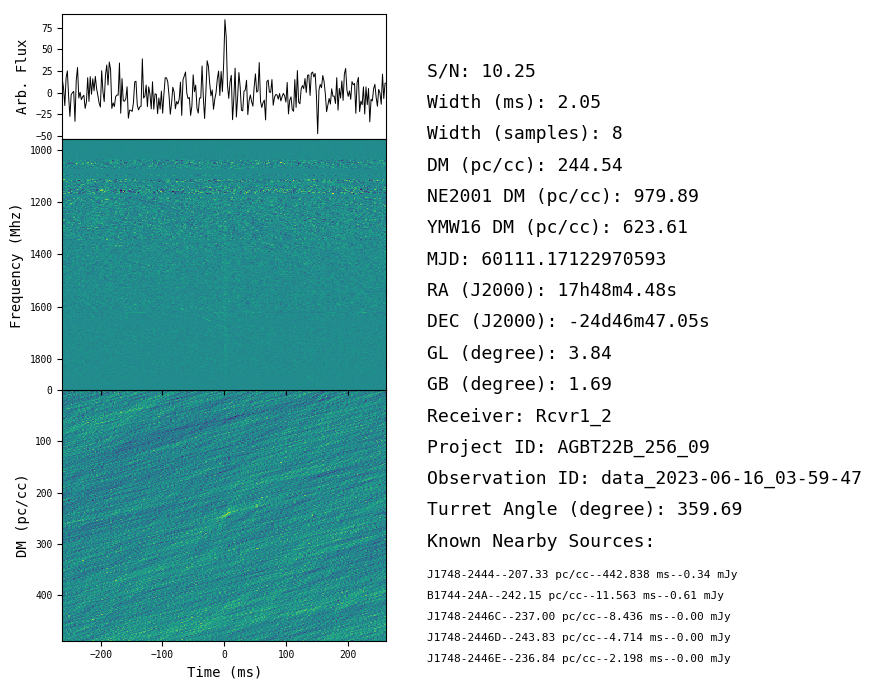 75
50
25
0
−25
−50
Arb. Flux
1000
1200
1400
1600
1800
Frequency (Mhz)
0
100
200
300
400
DM (pc/cc)
−200 −100 0 100 200
Time (ms)
S/N: 10.25
Width (ms): 2.05
Width (samples): 8
DM (pc/cc): 244.54
NE2001 DM (pc/cc): 979.89
YMW16 DM (pc/cc): 623.61
MJD: 60111.17122970593
RA (J2000): 17h48m4.48s
DEC (J2000): -24d46m47.05s
GL (degree): 3.84
GB (degree): 1.69
Receiver: Rcvr1_2
Project ID: AGBT22B_256_09
Observation ID: data_2023-06-16_03-59-47
Turret Angle (degree): 359.69
Known Nearby Sources:
J1748-2444--207.33 pc/cc--442.838 ms--0.34 mJy
B1744-24A--242.15 pc/cc--11.563 ms--0.61 mJy
J1748-2446C--237.00 pc/cc--8.436 ms--0.00 mJy
J1748-2446D--243.83 pc/cc--4.714 ms--0.00 mJy
J1748-2446E--236.84 pc/cc--2.198 ms--0.00 mJy